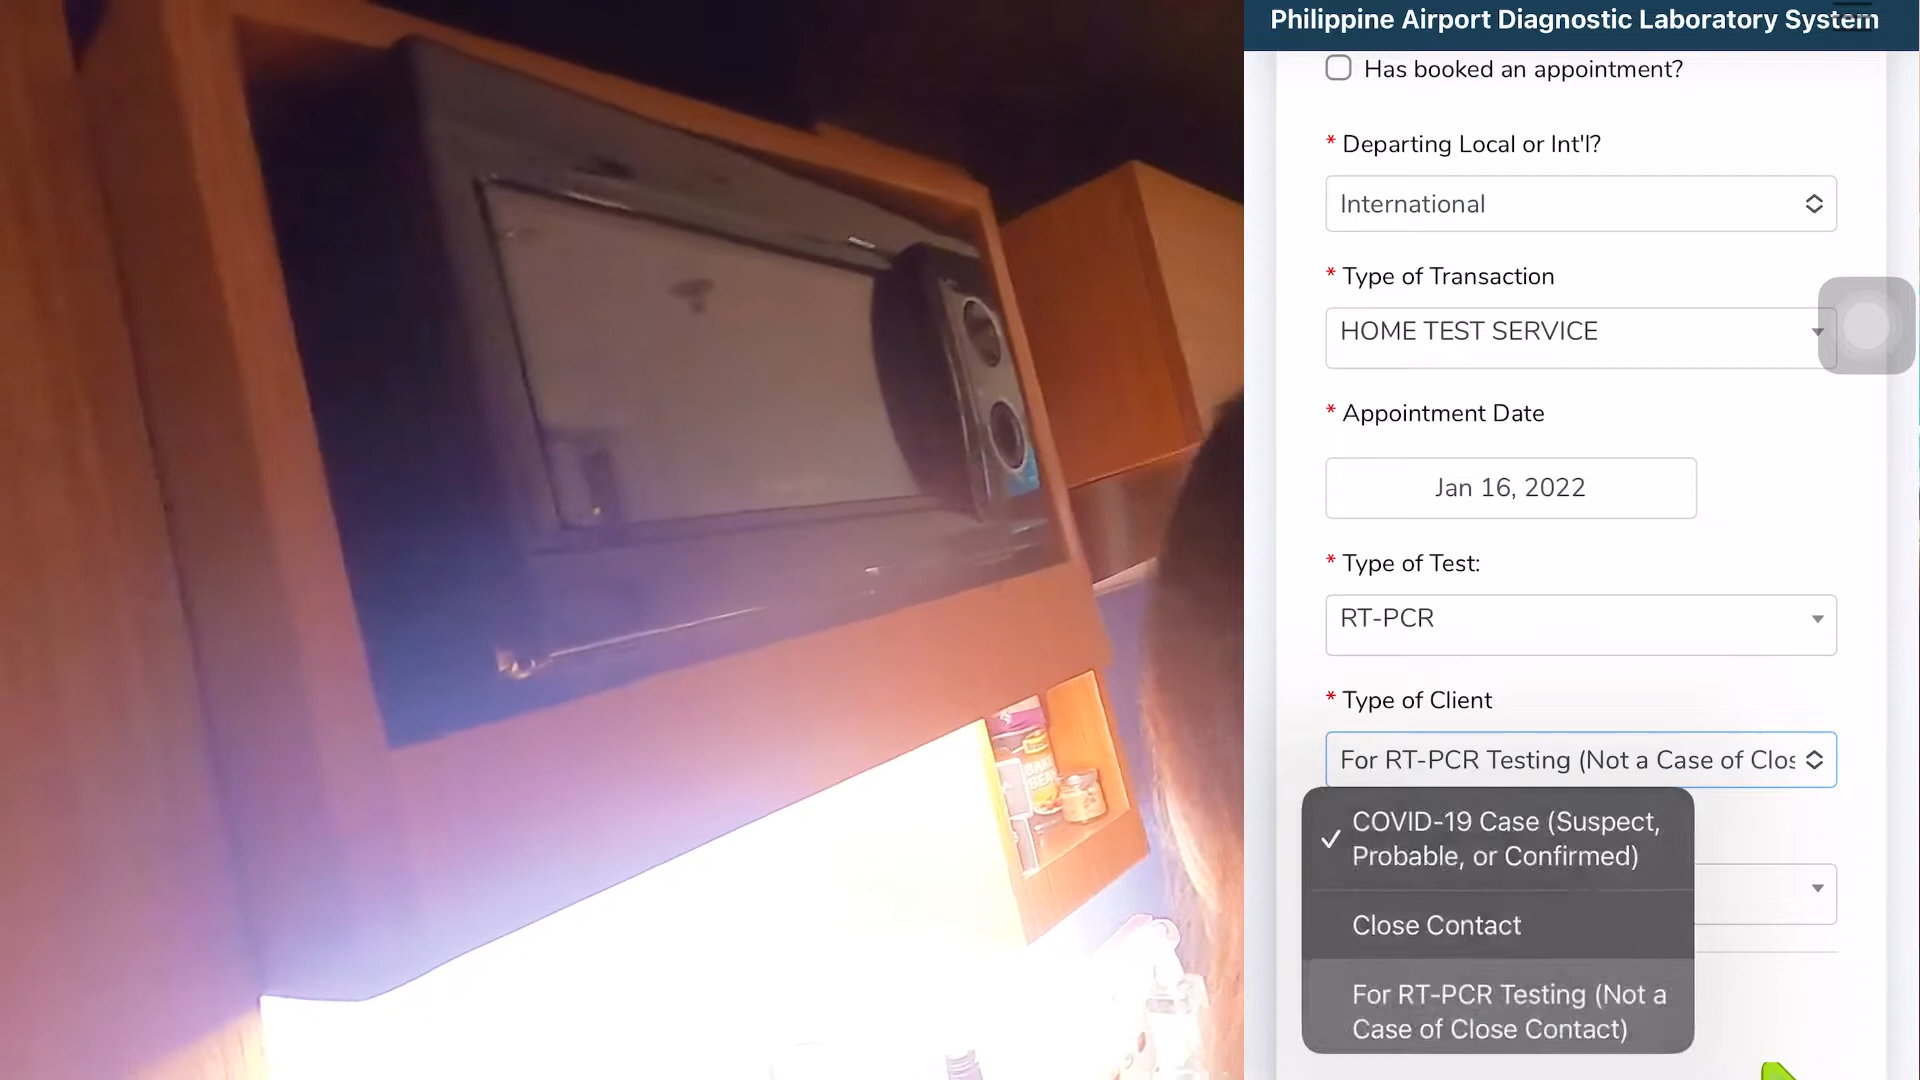 Philippine Airport Diagnostic Laboratory System
Has booked an appointment?
* Departing Local or Int'l?
International
* Type of Transaction
HOME TEST SERVICE
* Appointment Date
Jan 16, 2022
* Type of Test:
RT-PCR
* Type of Client
For RT-PCR Testing (Not a Case of Clos
COVID-19 Case (Suspect,
Probable, or Confirmed)
Close Contact
For RT-PCR Testing (Not a
Case of Close Contact)
BAKED
BEANS